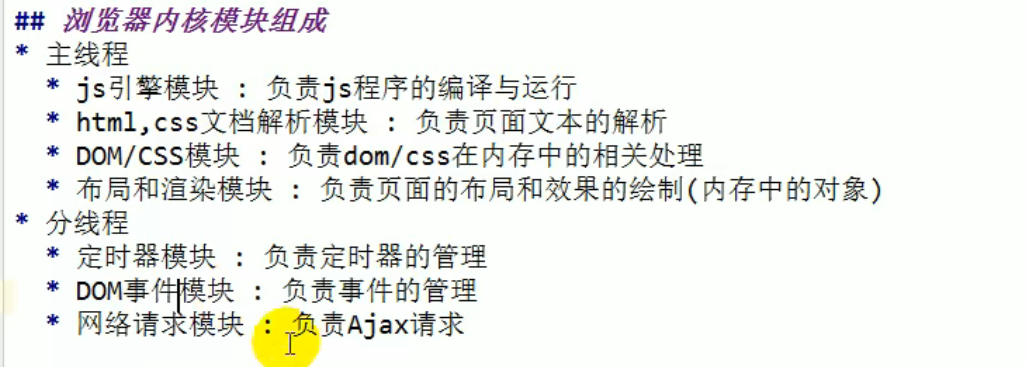 ## 浏览器内核模块组成
* 主线程
* js引擎模块 : 负责js程序的编译与运行
* html,css文档解析模块 : 负责页面文本的解析
* DOM/CSS模块 : 负责dom/css在内存中的相关处理
* 布局和渲染模块 : 负责页面的布局和效果的绘制(内存中的对象)
* 分线程
* 定时器模块 : 负责定时器的管理
* DOM事件模块 : 负责事件的管理
* 网络请求模块 : 负责Ajax请求